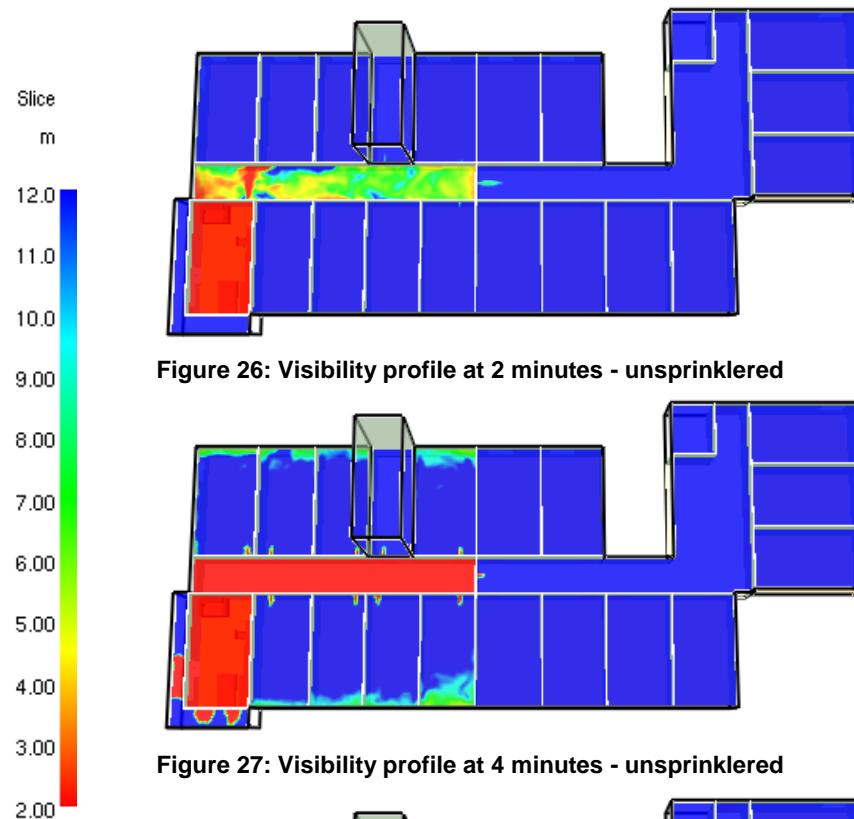 Slice
m
12.0
11.0
10.0
9.00
8.00
7.00
6.00
5.00
4.00
3.00
2.00
Figure 26: Visibility profile at 2 minutes - unsprinklered
Figure 27: Visibility profile at 4 minutes - unsprinklered